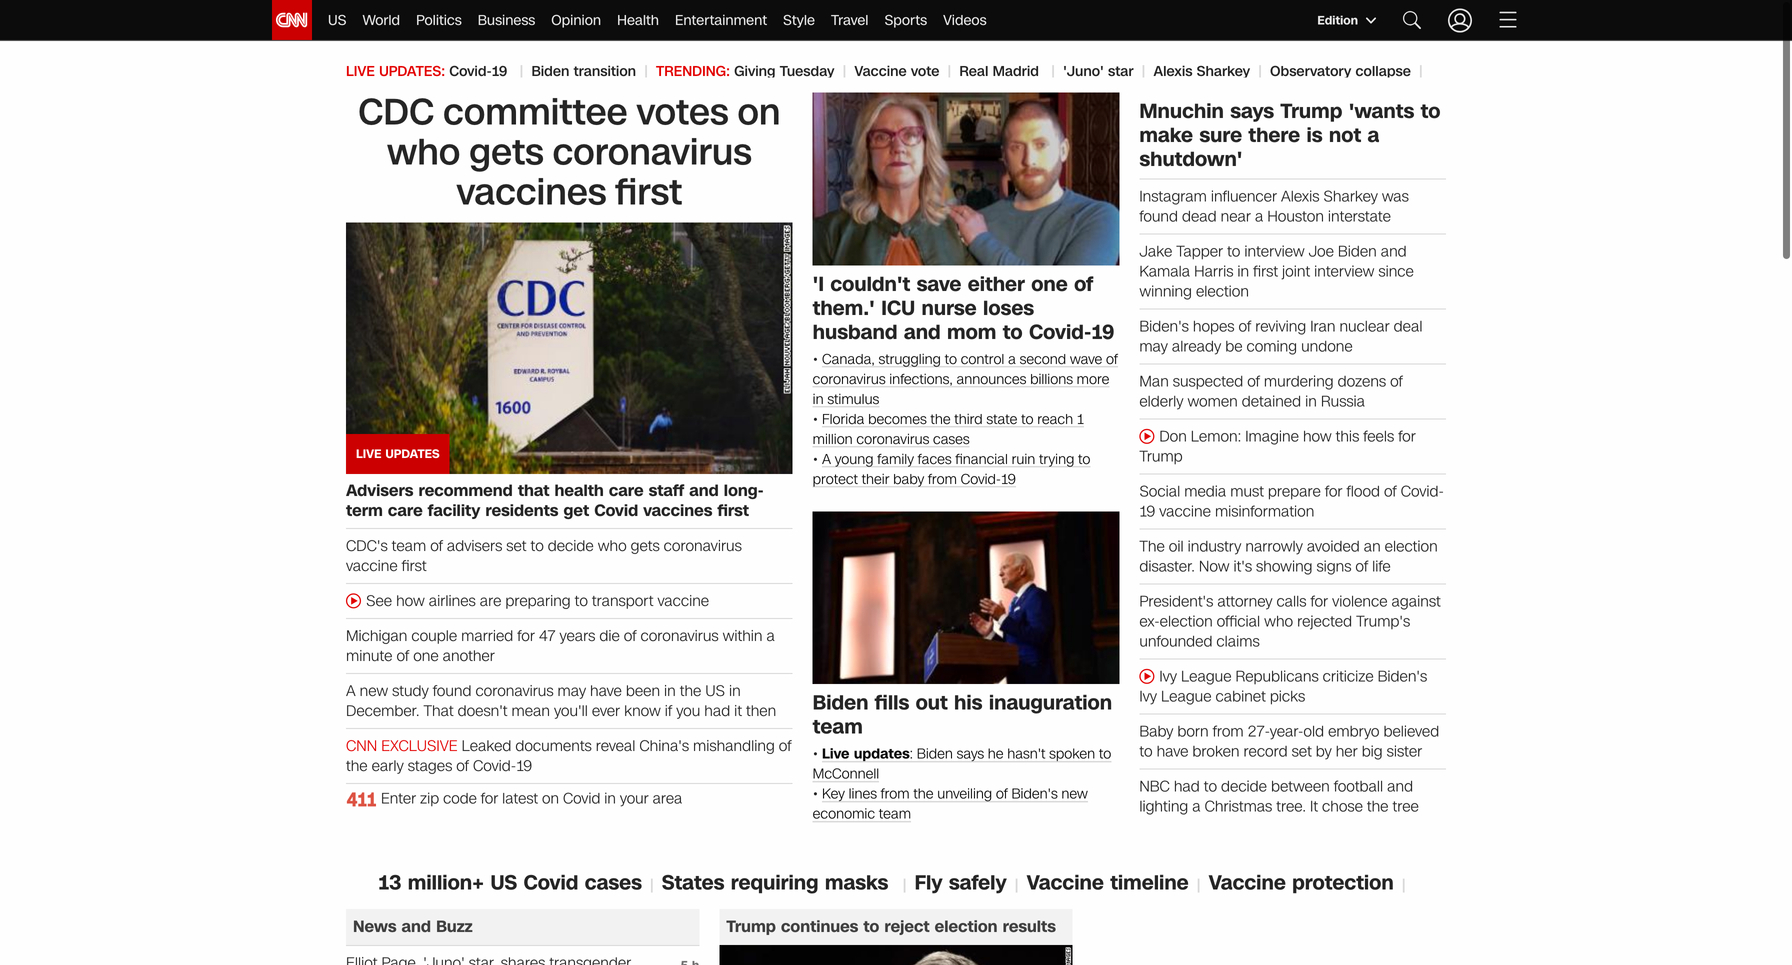 CNN US World Politics Business Opinion Health Entertainment Style Travel Sports Videos Edition
LIVE UPDATES: Covid-19 | Biden transition | TRENDING: Giving Tuesday | Vaccine vote | Real Madrid | 'Juno' star | Alexis Sharkey | Observatory collapse |
CDC committee votes on
who gets coronavirus
vaccines first
CDC
CENTER FOR DISEASE CONTROL
AND PREVENTION
EDWARD R. ROYBAL
CAMPUS
1600
LIVE UPDATES
Advisers recommend that health care staff and long-
term care facility residents get Covid vaccines first
CDC's team of advisers set to decide who gets coronavirus
vaccine first
See how airlines are preparing to transport vaccine
Michigan couple married for 47 years die of coronavirus within a
minute of one another
A new study found coronavirus may have been in the US in
December. That doesn't mean you'll ever know if you had it then
CNN EXCLUSIVE Leaked documents reveal China's mishandling of
the early stages of Covid-19
411 Enter zip code for latest on Covid in your area
'I couldn't save either one of
them.' ICU nurse loses
husband and mom to Covid-19
• Canada, struggling to control a second wave of
coronavirus infections, announces billions more
in stimulus
• Florida becomes the third state to reach 1
million coronavirus cases
• A young family faces financial ruin trying to
protect their baby from Covid-19
Biden fills out his inauguration
team
• Live updates: Biden says he hasn't spoken to
McConnell
• Key lines from the unveiling of Biden's new
economic team
Mnuchin says Trump 'wants to
make sure there is not a
shutdown'
Instagram influencer Alexis Sharkey was
found dead near a Houston interstate
Jake Tapper to interview Joe Biden and
Kamala Harris in first joint interview since
winning election
Biden's hopes of reviving Iran nuclear deal
may already be coming undone
Man suspected of murdering dozens of
elderly women detained in Russia
Don Lemon: Imagine how this feels for
Trump
Social media must prepare for flood of Covid-
19 vaccine misinformation
The oil industry narrowly avoided an election
disaster. Now it's showing signs of life
President's attorney calls for violence against
ex-election official who rejected Trump's
unfounded claims
Ivy League Republicans criticize Biden's
Ivy League cabinet picks
Baby born from 27-year-old embryo believed
to have broken record set by her big sister
NBC had to decide between football and
lighting a Christmas tree. It chose the tree
13 million+ US Covid cases | States requiring masks | Fly safely | Vaccine timeline | Vaccine protection |
News and Buzz
Elliot Page, 'Juno' star, shares transgender
Trump continues to reject election results